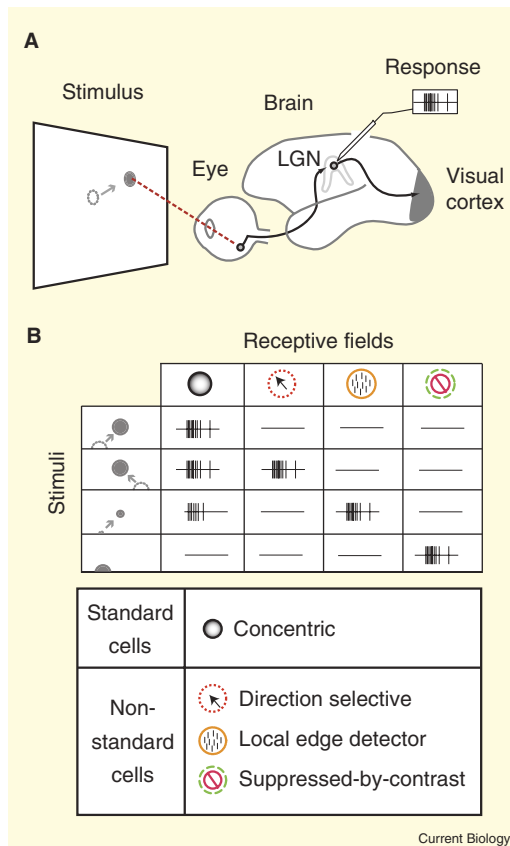 A
Stimulus
Response
Brain
Eye
LGN
Visual
cortex
B
Receptive fields
Stimuli
Standard
cells
Concentric
Non-
standard
cells
Direction selective
Local edge detector
Suppressed-by-contrast
Current Biology